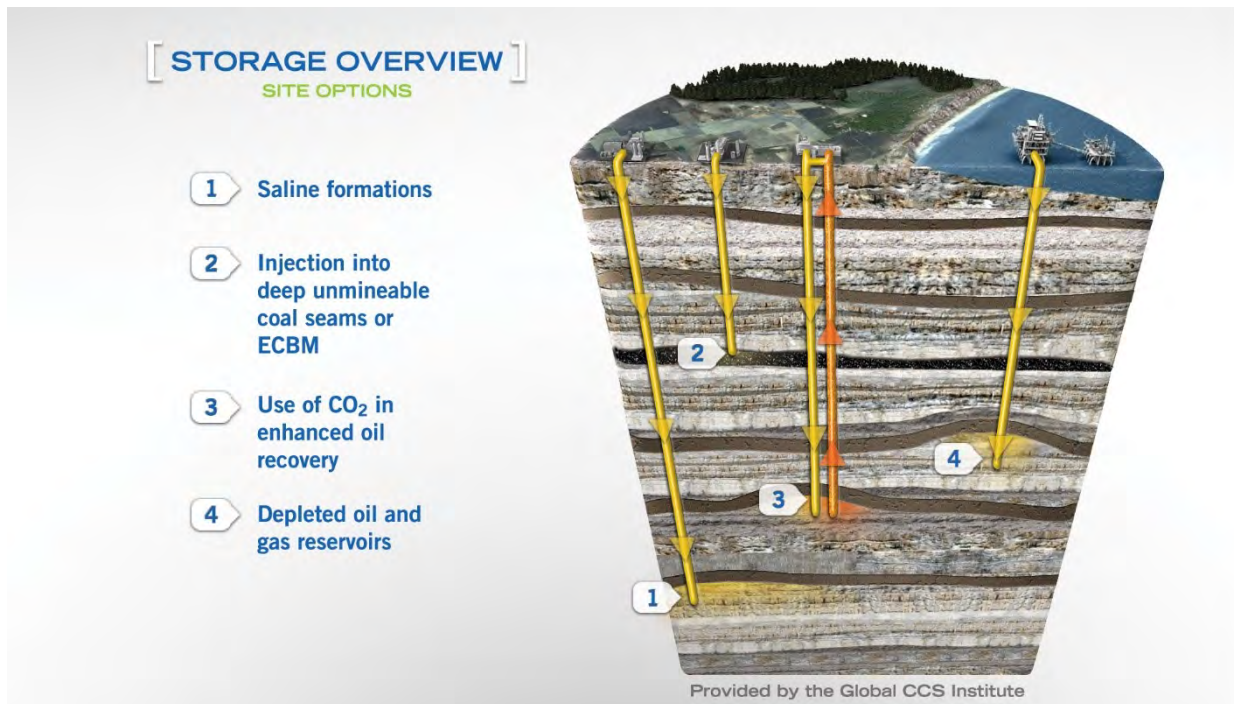 [ STORAGE OVERVIEW ]
SITE OPTIONS
1 Saline formations
2 Injection into
deep unmineable
coal seams or
ECBM
3 Use of CO₂ in
enhanced oil
recovery
4 Depleted oil and
gas reservoirs
2
4
3
1
Provided by the Global CCS Institute